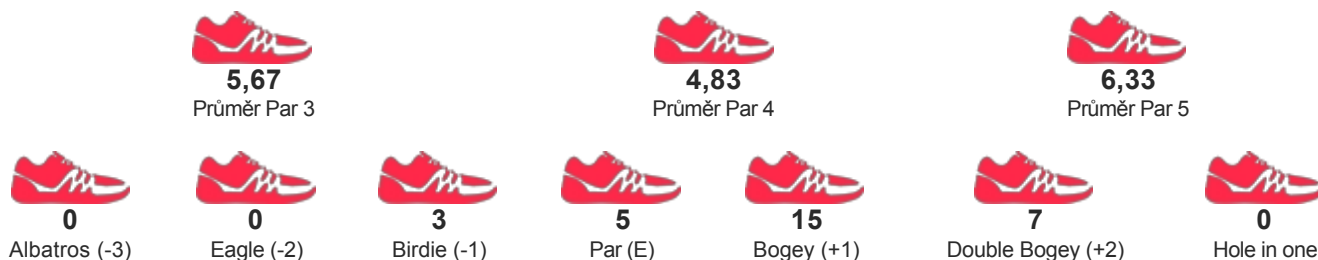 5,67 4,83 6,33
Průměr Par 3 Průměr Par 4 Průměr Par 5
0 0 3 5 15 7 0
Albatros (-3) Eagle (-2) Birdie (-1) Par (E) Bogey (+1) Double Bogey (+2) Hole in one